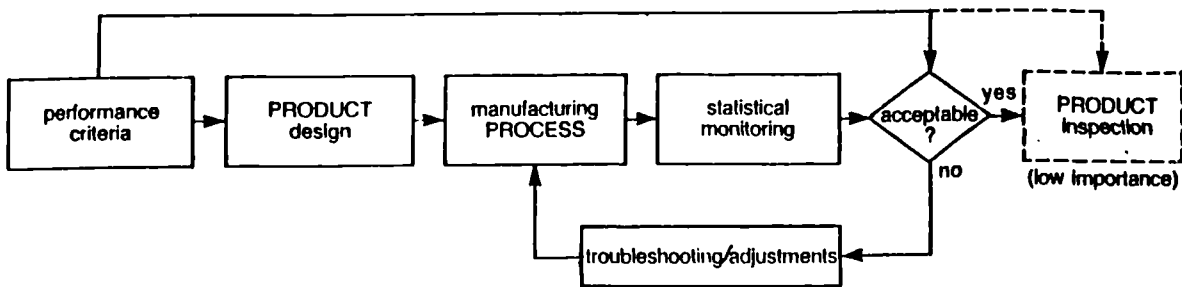 performance
criteria
PRODUCT
design
manufacturing
PROCESS
statistical
monitoring
acceptable
?
yes
no
PRODUCT
inspection
(low importance)
troubleshooting/adjustments